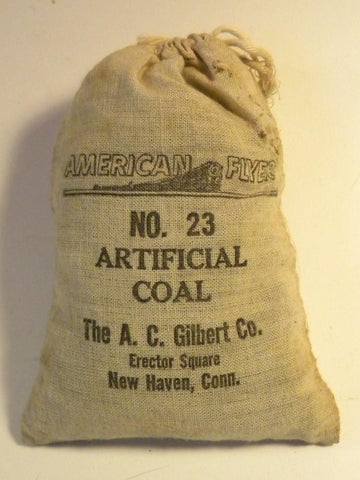 AMERICAN FLYER
NO. 23
ARTIFICIAL
COAL
The A. C. Gilbert Co.
Erector Square
New Haven, Conn.